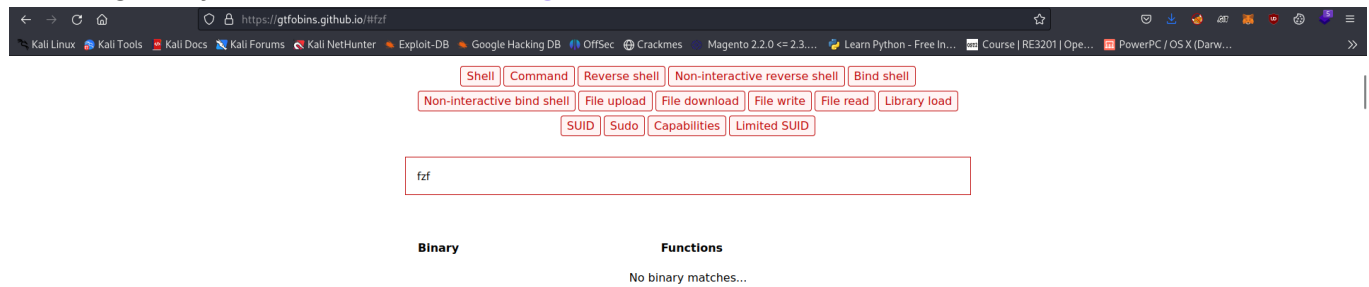 https://gtfobins.github.io/#fzf
Kali Linux Kali Tools Kali Docs Kali Forums Kali NetHunter Exploit-DB Google Hacking DB OffSec Crackmes Magento 2.2.0 <= 2.3.... Learn Python - Free In... Course | RE3201 | Ope... PowerPC / OS X (Darw...
Shell Command Reverse shell Non-interactive reverse shell Bind shell
Non-interactive bind shell File upload File download File write File read Library load
SUID Sudo Capabilities Limited SUID
fzf
Binary Functions
No binary matches...